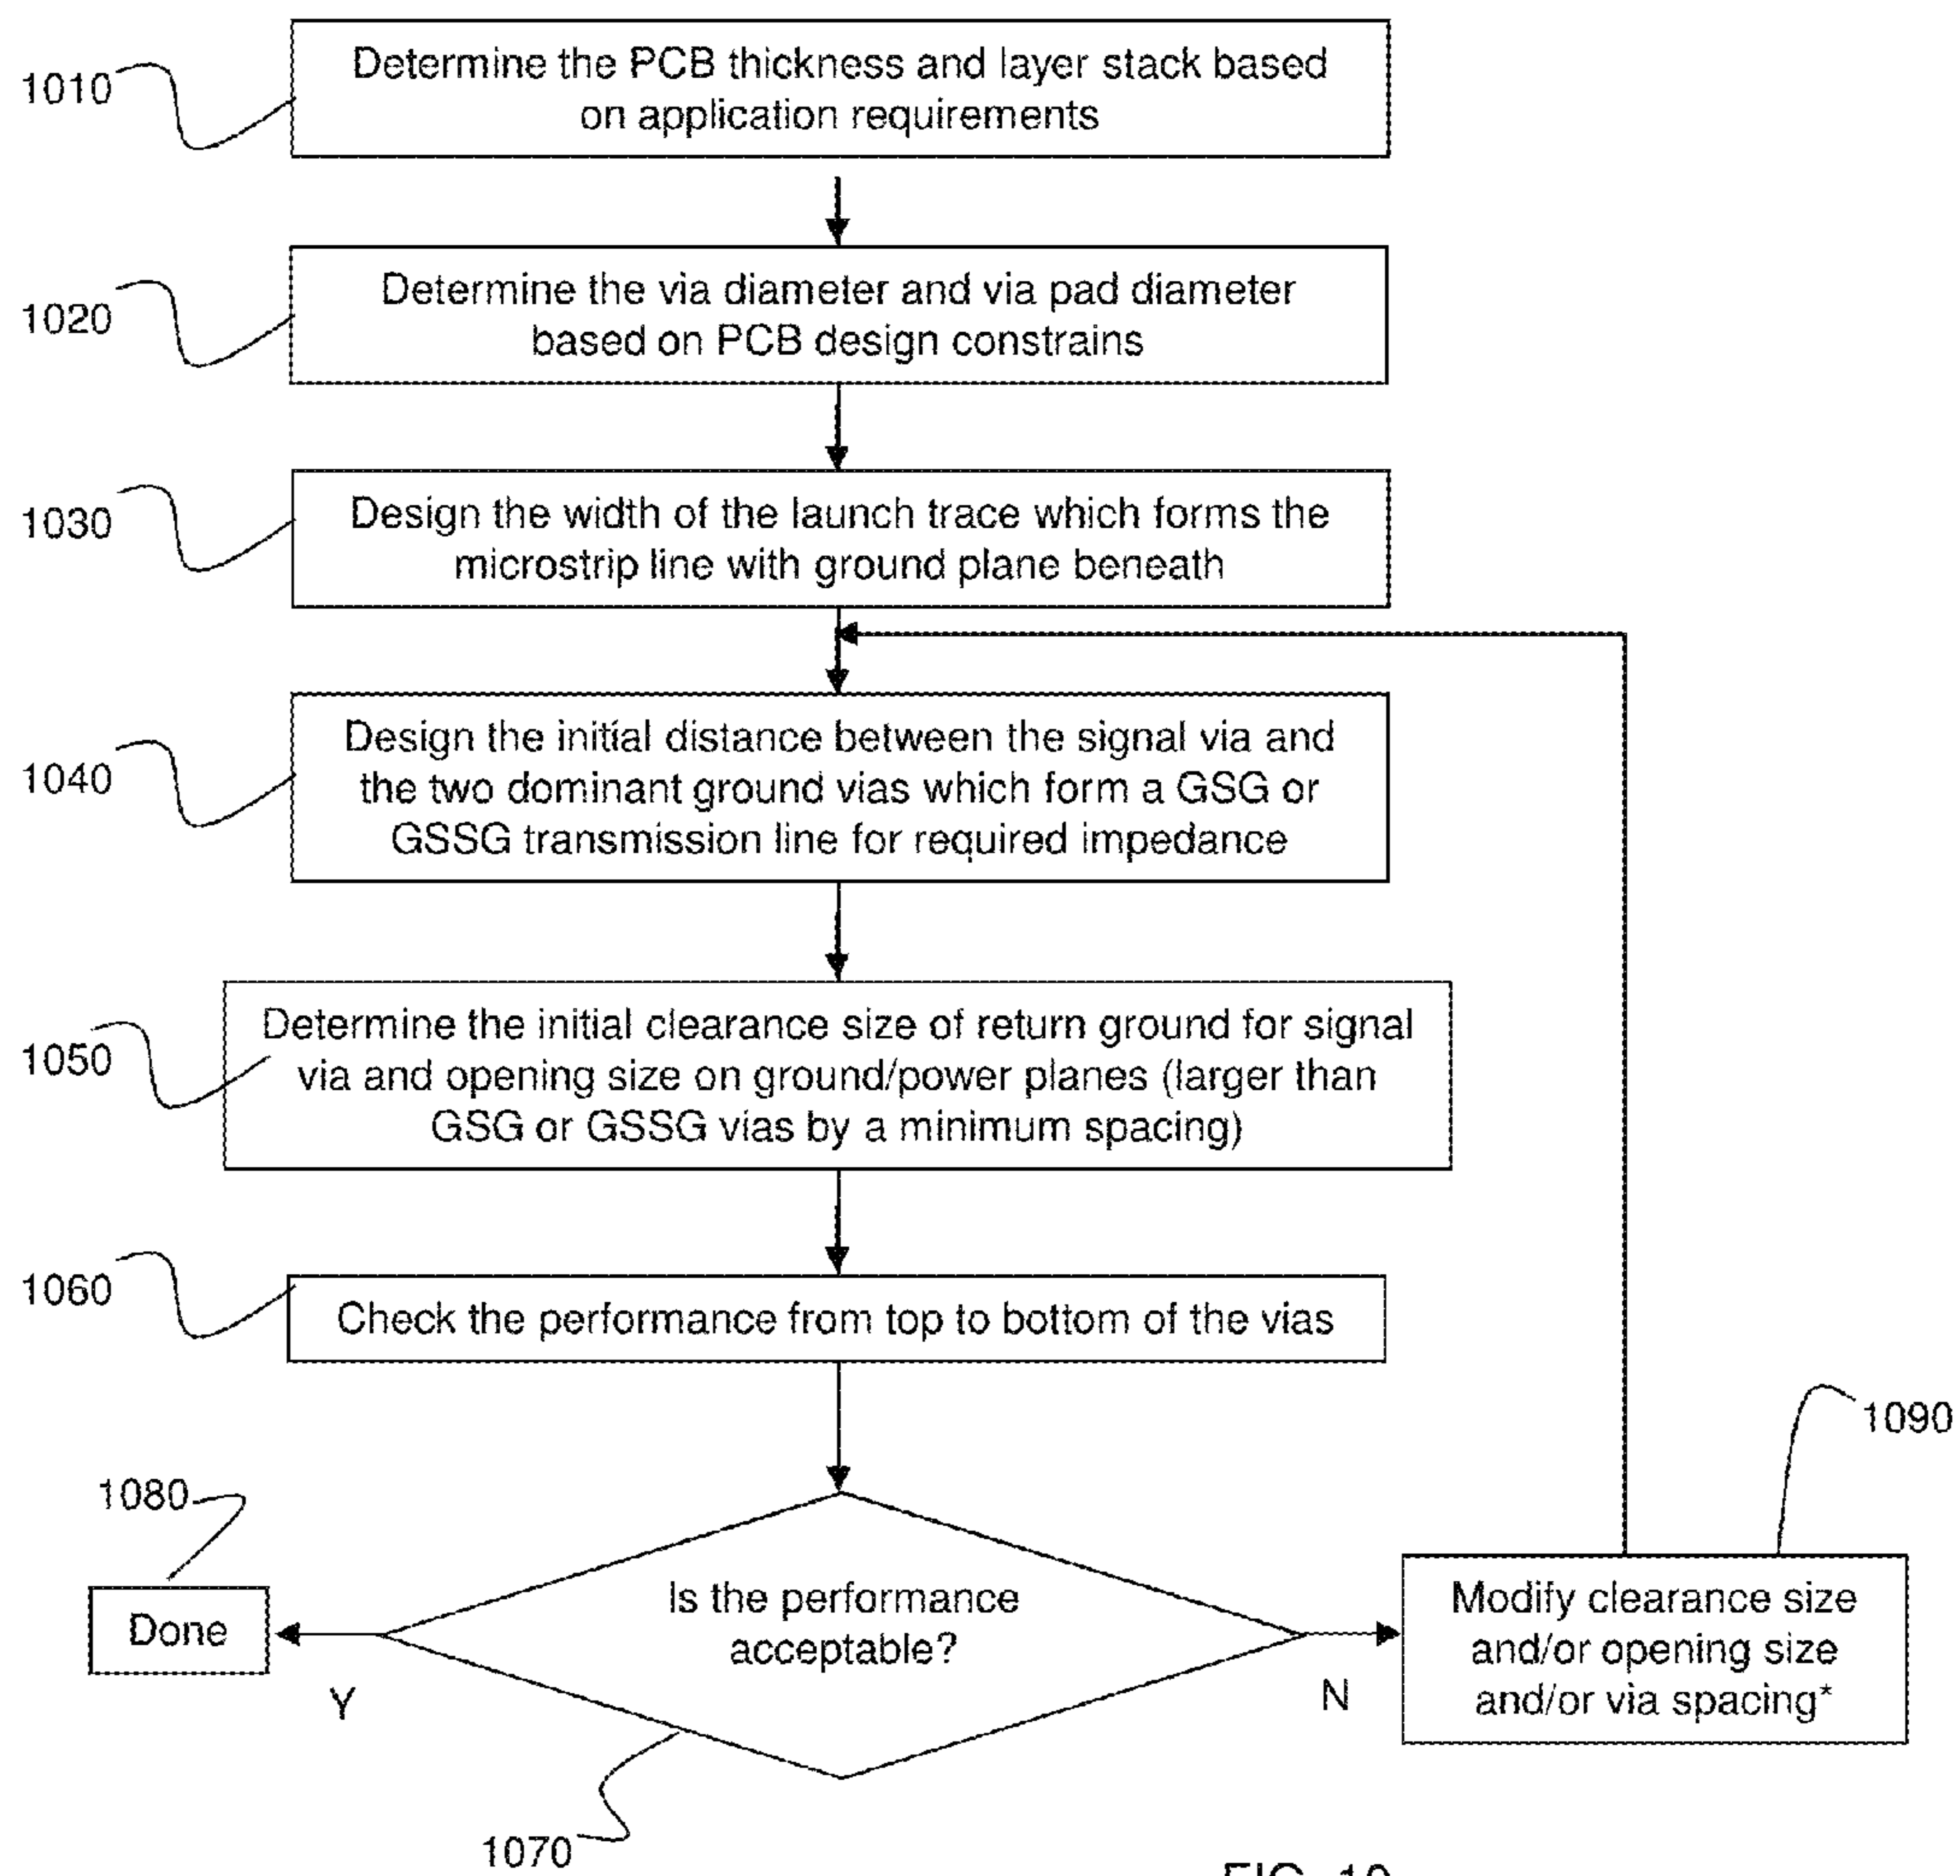 1010
Determine the PCB thickness and layer stack based
on application requirements
1020
Determine the via diameter and via pad diameter
based on PCB design constrains
1030
Design the width of the launch trace which forms the
microstrip line with ground plane beneath
1040
Design the initial distance between the signal via and
the two dominant ground vias which form a GSG or
GSSG transmission line for required impedance
1050
Determine the initial clearance size of return ground for signal
via and opening size on ground/power planes (larger than
GSG or GSSG vias by a minimum spacing)
1060
Check the performance from top to bottom of the vias
1090
1080
Done
Y
Is the performance
acceptable?
N
Modify clearance size
and/or opening size
and/or via spacing*
1070
FIG. 10